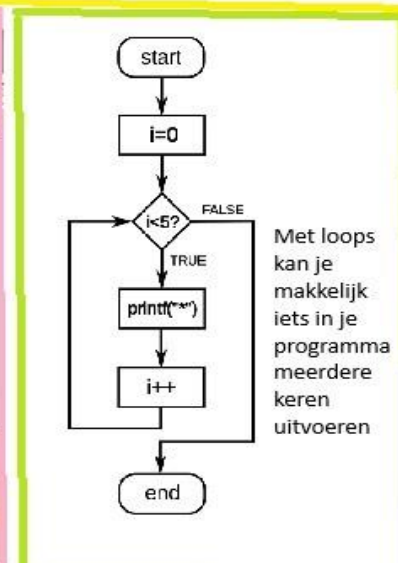 start
i=0
i<5?
FALSE
TRUE
printf("*")
i++
end
Met loops
kan je
makkelijk
iets in je
programma
meerdere
keren
uitvoeren